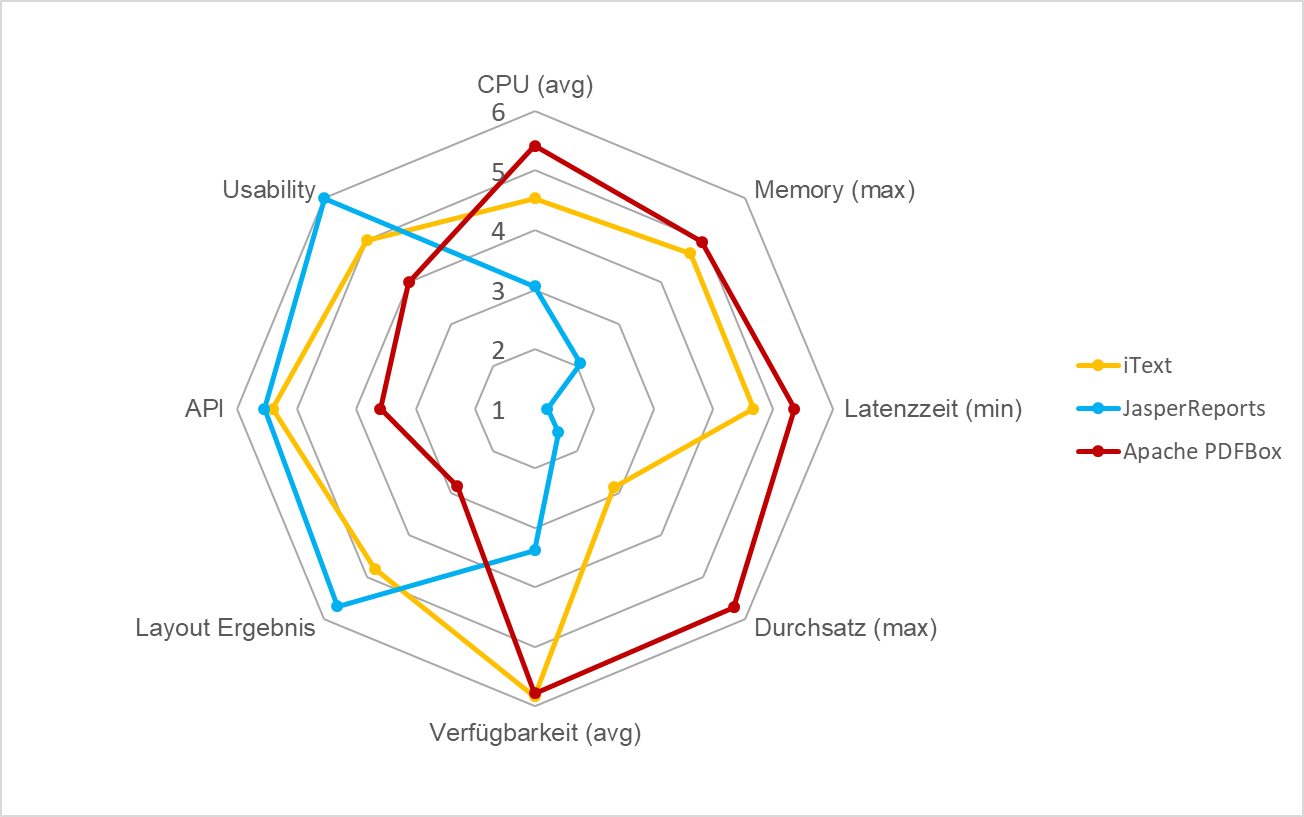 CPU (avg)
6
5
4
3
2
1
Usability
Memory (max)
API
Latenzzeit (min)
Layout Ergebnis
Durchsatz (max)
Verfügbarkeit (avg)
iText
JasperReports
Apache PDFBox